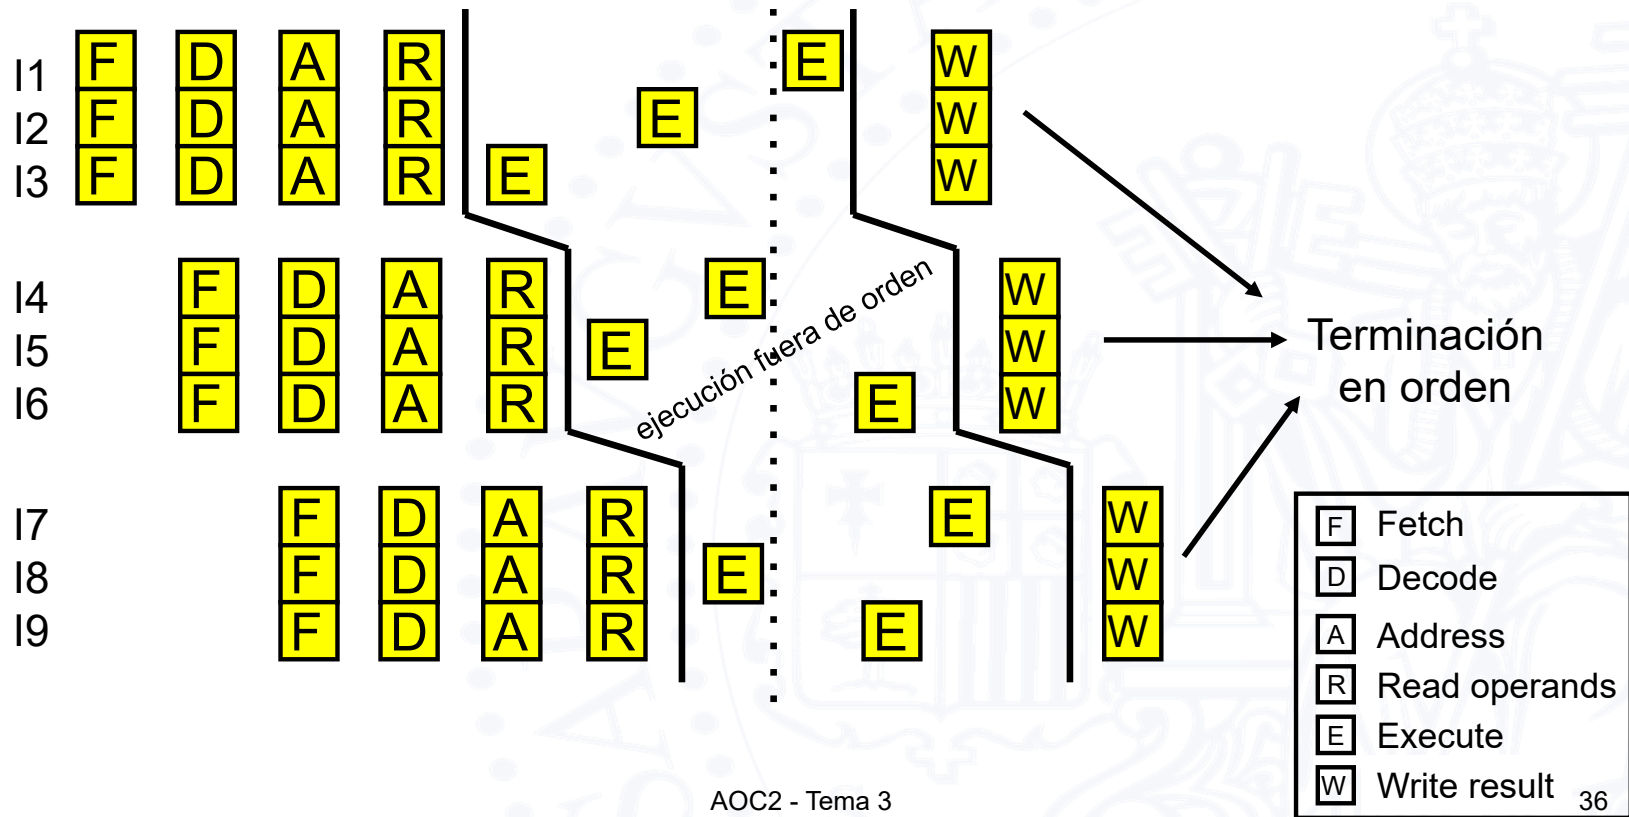 I1 F D A R E W
I2 F D A R E W
I3 F D A R E W
I4 F D A R E W
I5 F D A R E W
I6 F D A R E W
I7 F D A R E W
I8 F D A R E W
I9 F D A R E W
ejecución fuera de orden
Terminación
en orden
F Fetch
D Decode
A Address
R Read operands
E Execute
W Write result
AOC2 - Tema 3
36